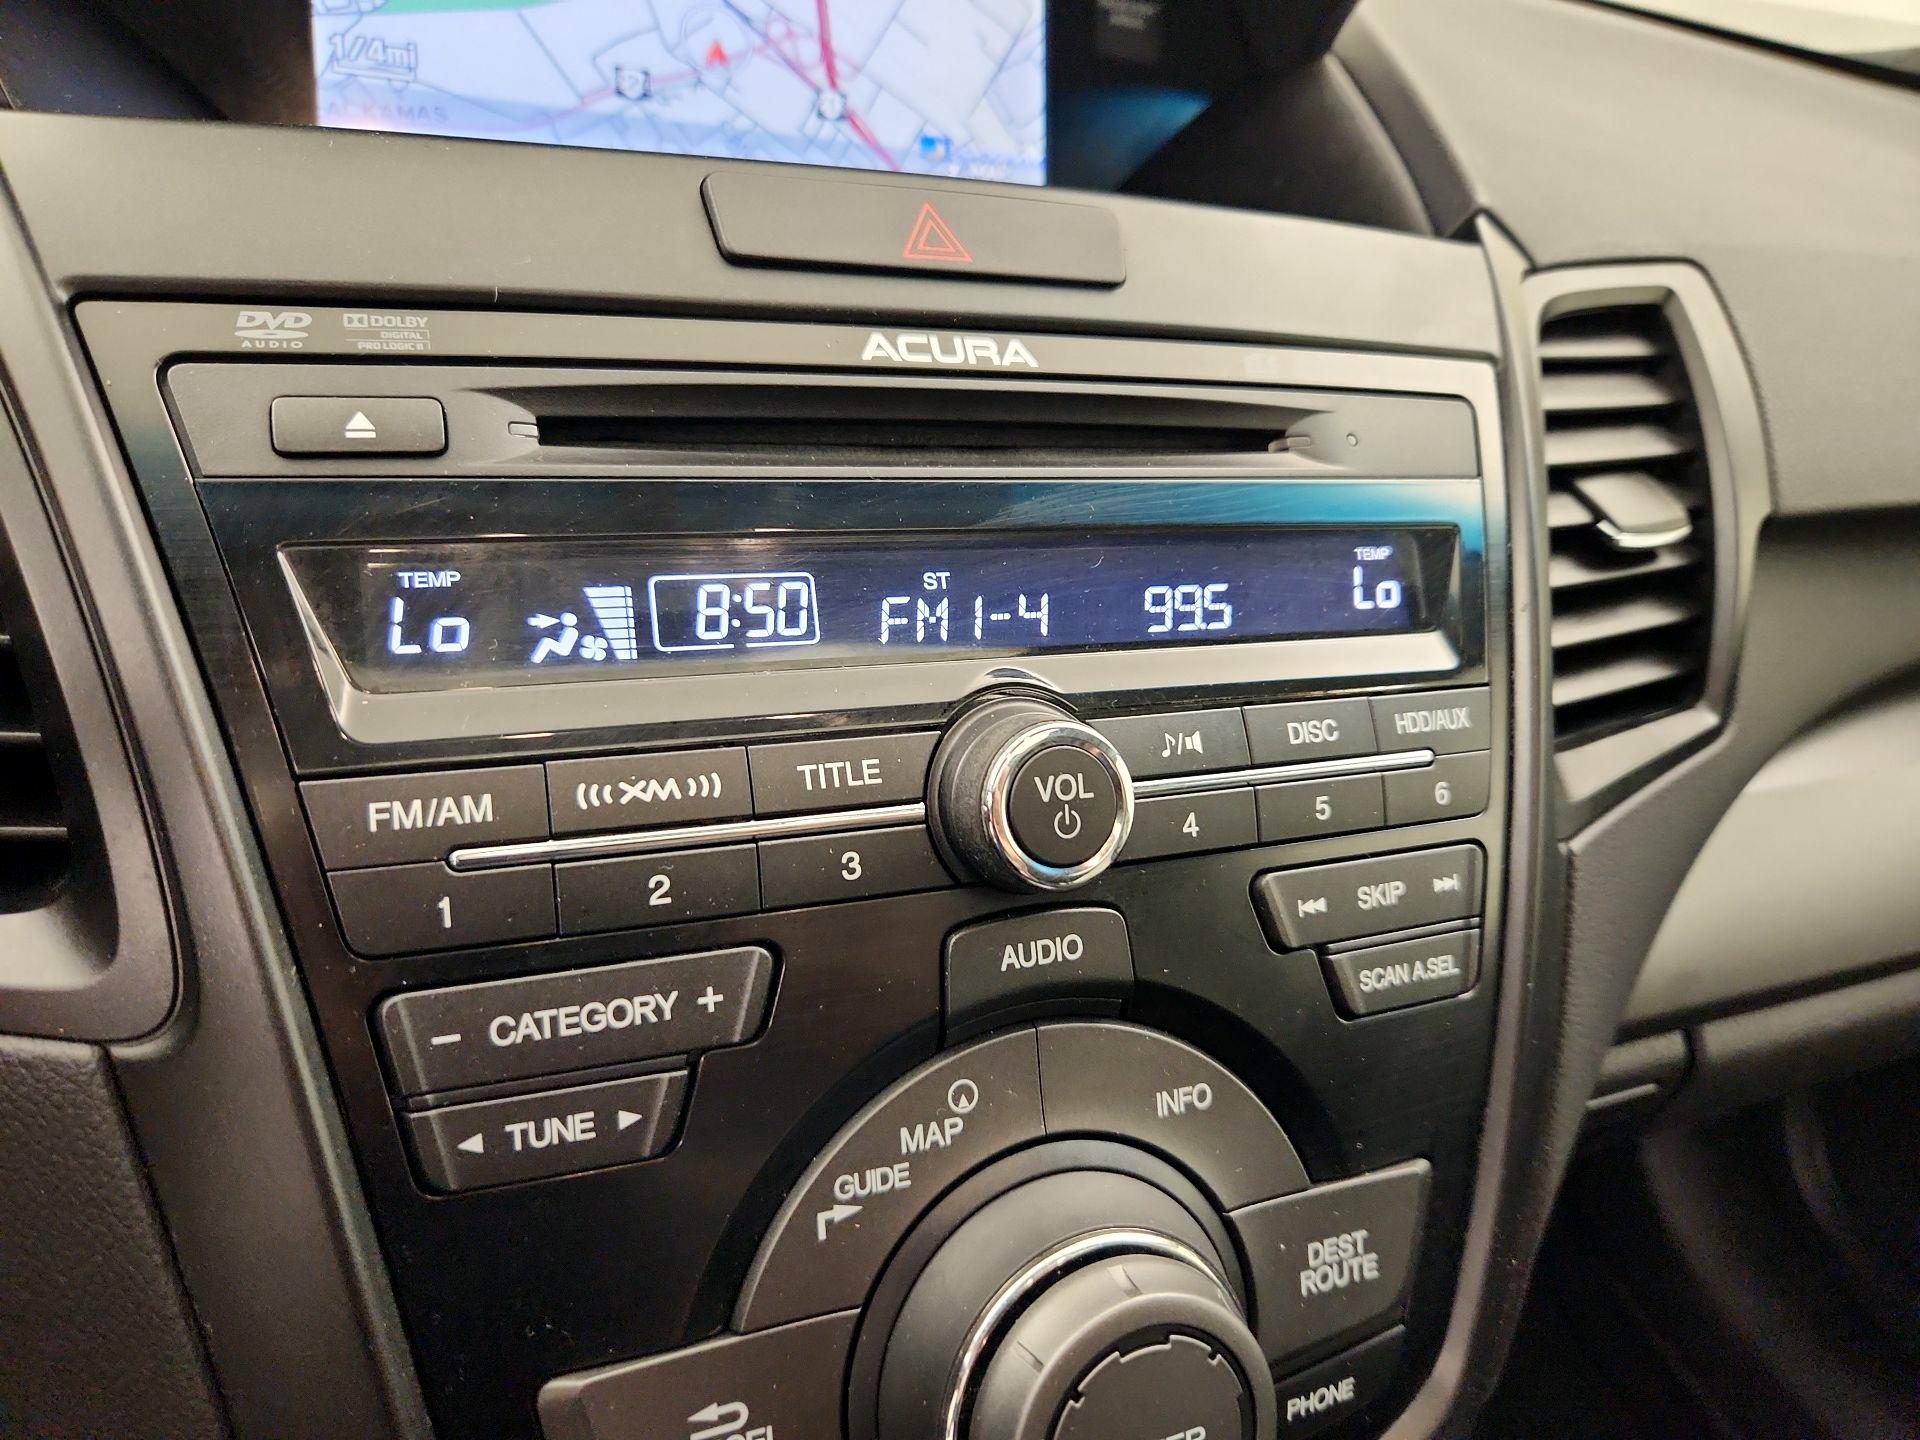 1/4mi
DVD
AUDIO
DOLBY
DIGITAL
PRO LOGIC II
ACURA
TEMP
Lo
8:50
ST
FM1-4
99.5
TEMP
Lo
FM/AM
XM
TITLE
VOL
DISC
HDD/AUX
1
2
3
4
5
6
SKIP
SCAN A.SEL
AUDIO
- CATEGORY +
TUNE
MAP
GUIDE
INFO
DEST
ROUTE
PHONE